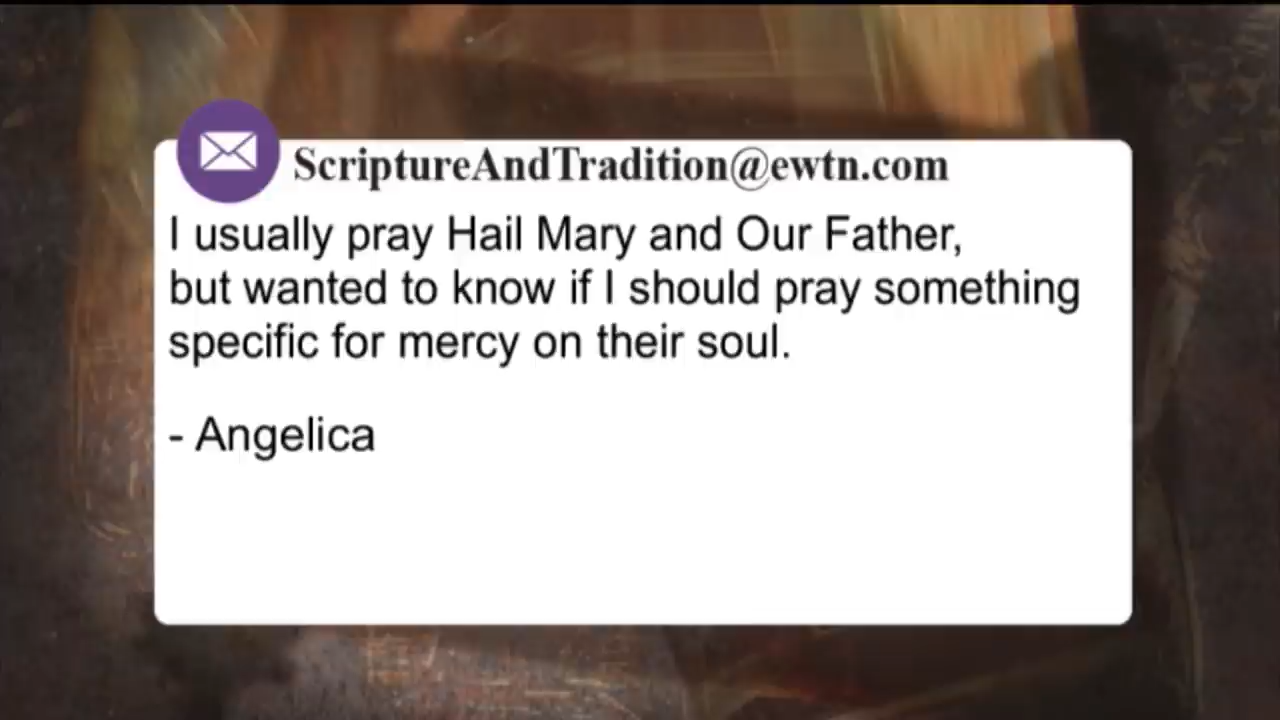 ScriptureAndTradition@ewtn.com
I usually pray Hail Mary and Our Father,
but wanted to know if I should pray something
specific for mercy on their soul.
- Angelica